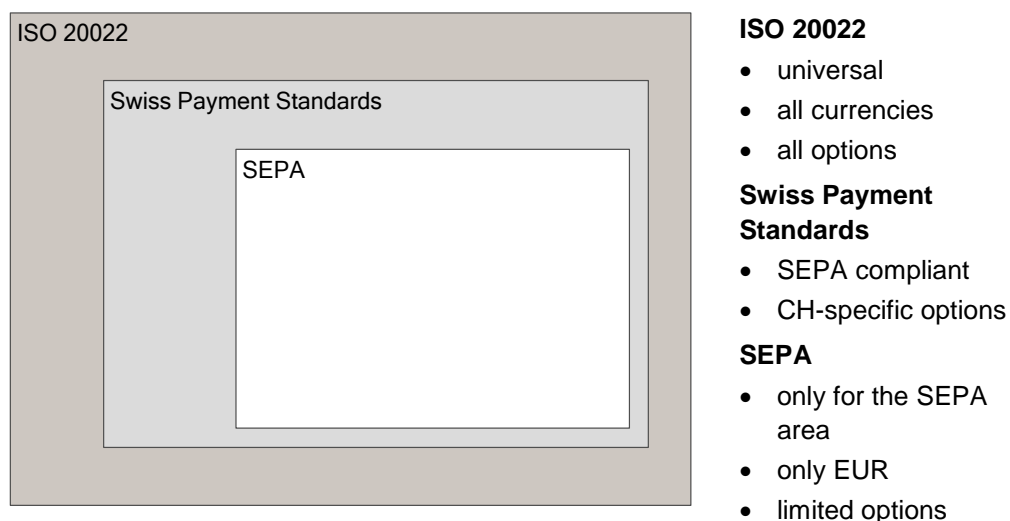 ISO 20022
Swiss Payment Standards
SEPA
ISO 20022
• universal
• all currencies
• all options
Swiss Payment
Standards
• SEPA compliant
• CH-specific options
SEPA
• only for the SEPA
area
• only EUR
• limited options